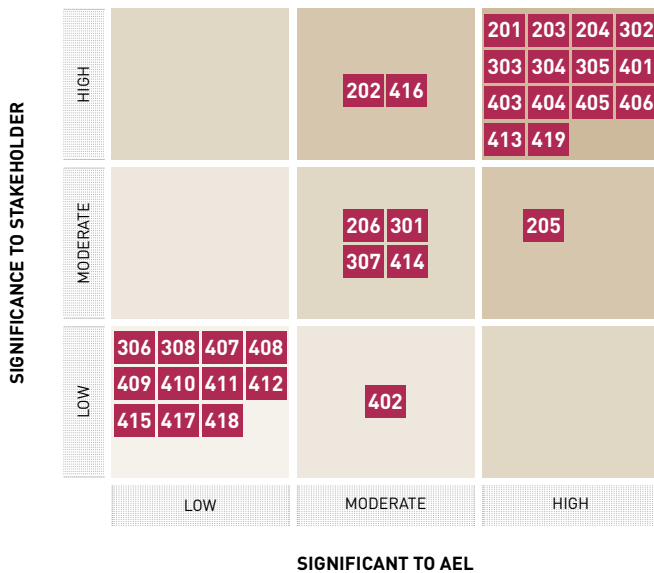 SIGNIFICANCE TO STAKEHOLDER
HIGH
202 416
201 203 204 302
303 304 305 401
403 404 405 406
413 419
MODERATE
206 301
307 414
205
LOW
306 308 407 408
409 410 411 412
415 417 418
402
LOW MODERATE HIGH
SIGNIFICANT TO AEL